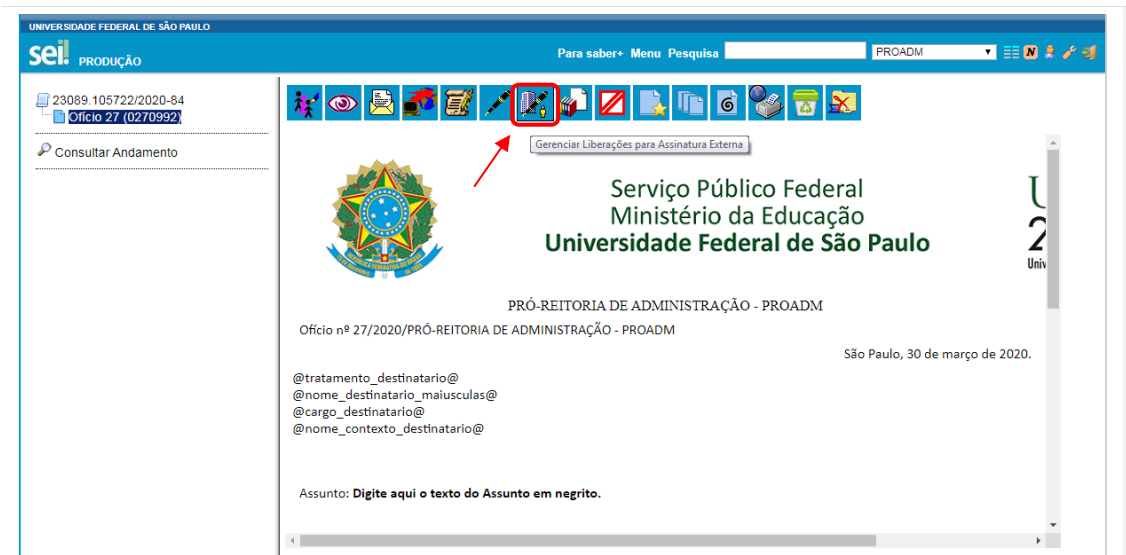 UNIVERSIDADE FEDERAL DE SÃO PAULO
sei! PRODUÇÃO
Para saber+ Menu Pesquisa PROADM
N
23089.105722/2020-84
Ofício 27 (0270992)
Consultar Andamento
Gerenciar Liberações para Assinatura Externa
Serviço Público Federal
Ministério da Educação
Universidade Federal de São Paulo
U
2
Univ
PRÓ-REITORIA DE ADMINISTRAÇÃO - PROADM
Ofício nº 27/2020/PRÓ-REITORIA DE ADMINISTRAÇÃO - PROADM
São Paulo, 30 de março de 2020.
@tratamento_destinatario@
@nome_destinatario_maiusculas@
@cargo_destinatario@
@nome_contexto_destinatario@
Assunto: Digite aqui o texto do Assunto em negrito.